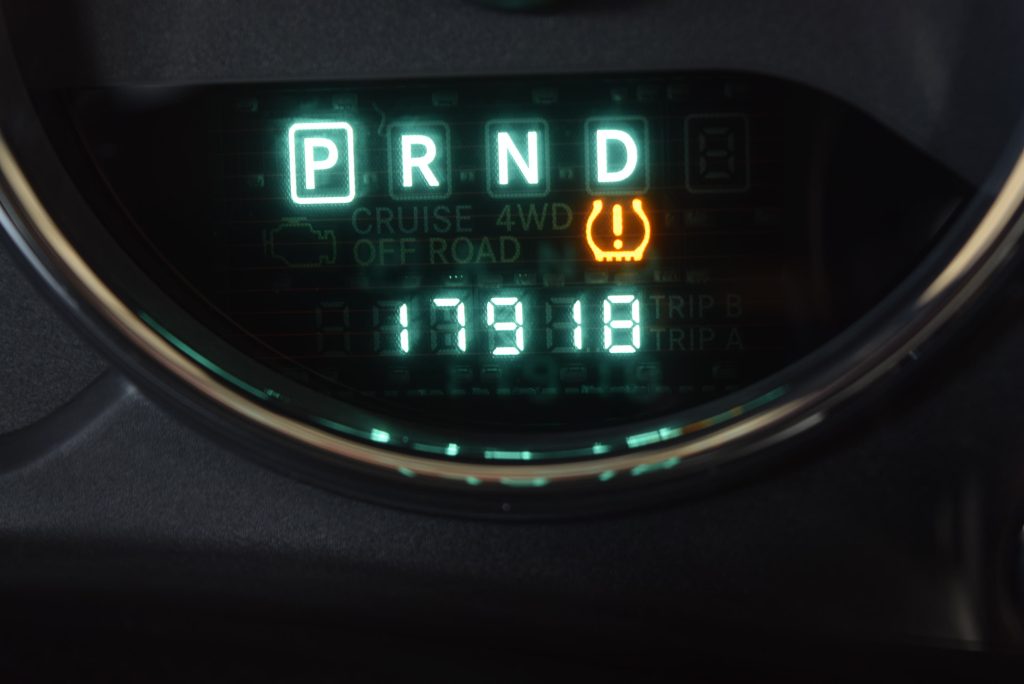 P R N D
CRUISE 4WD
OFF ROAD
17918
TRIP B
TRIP A